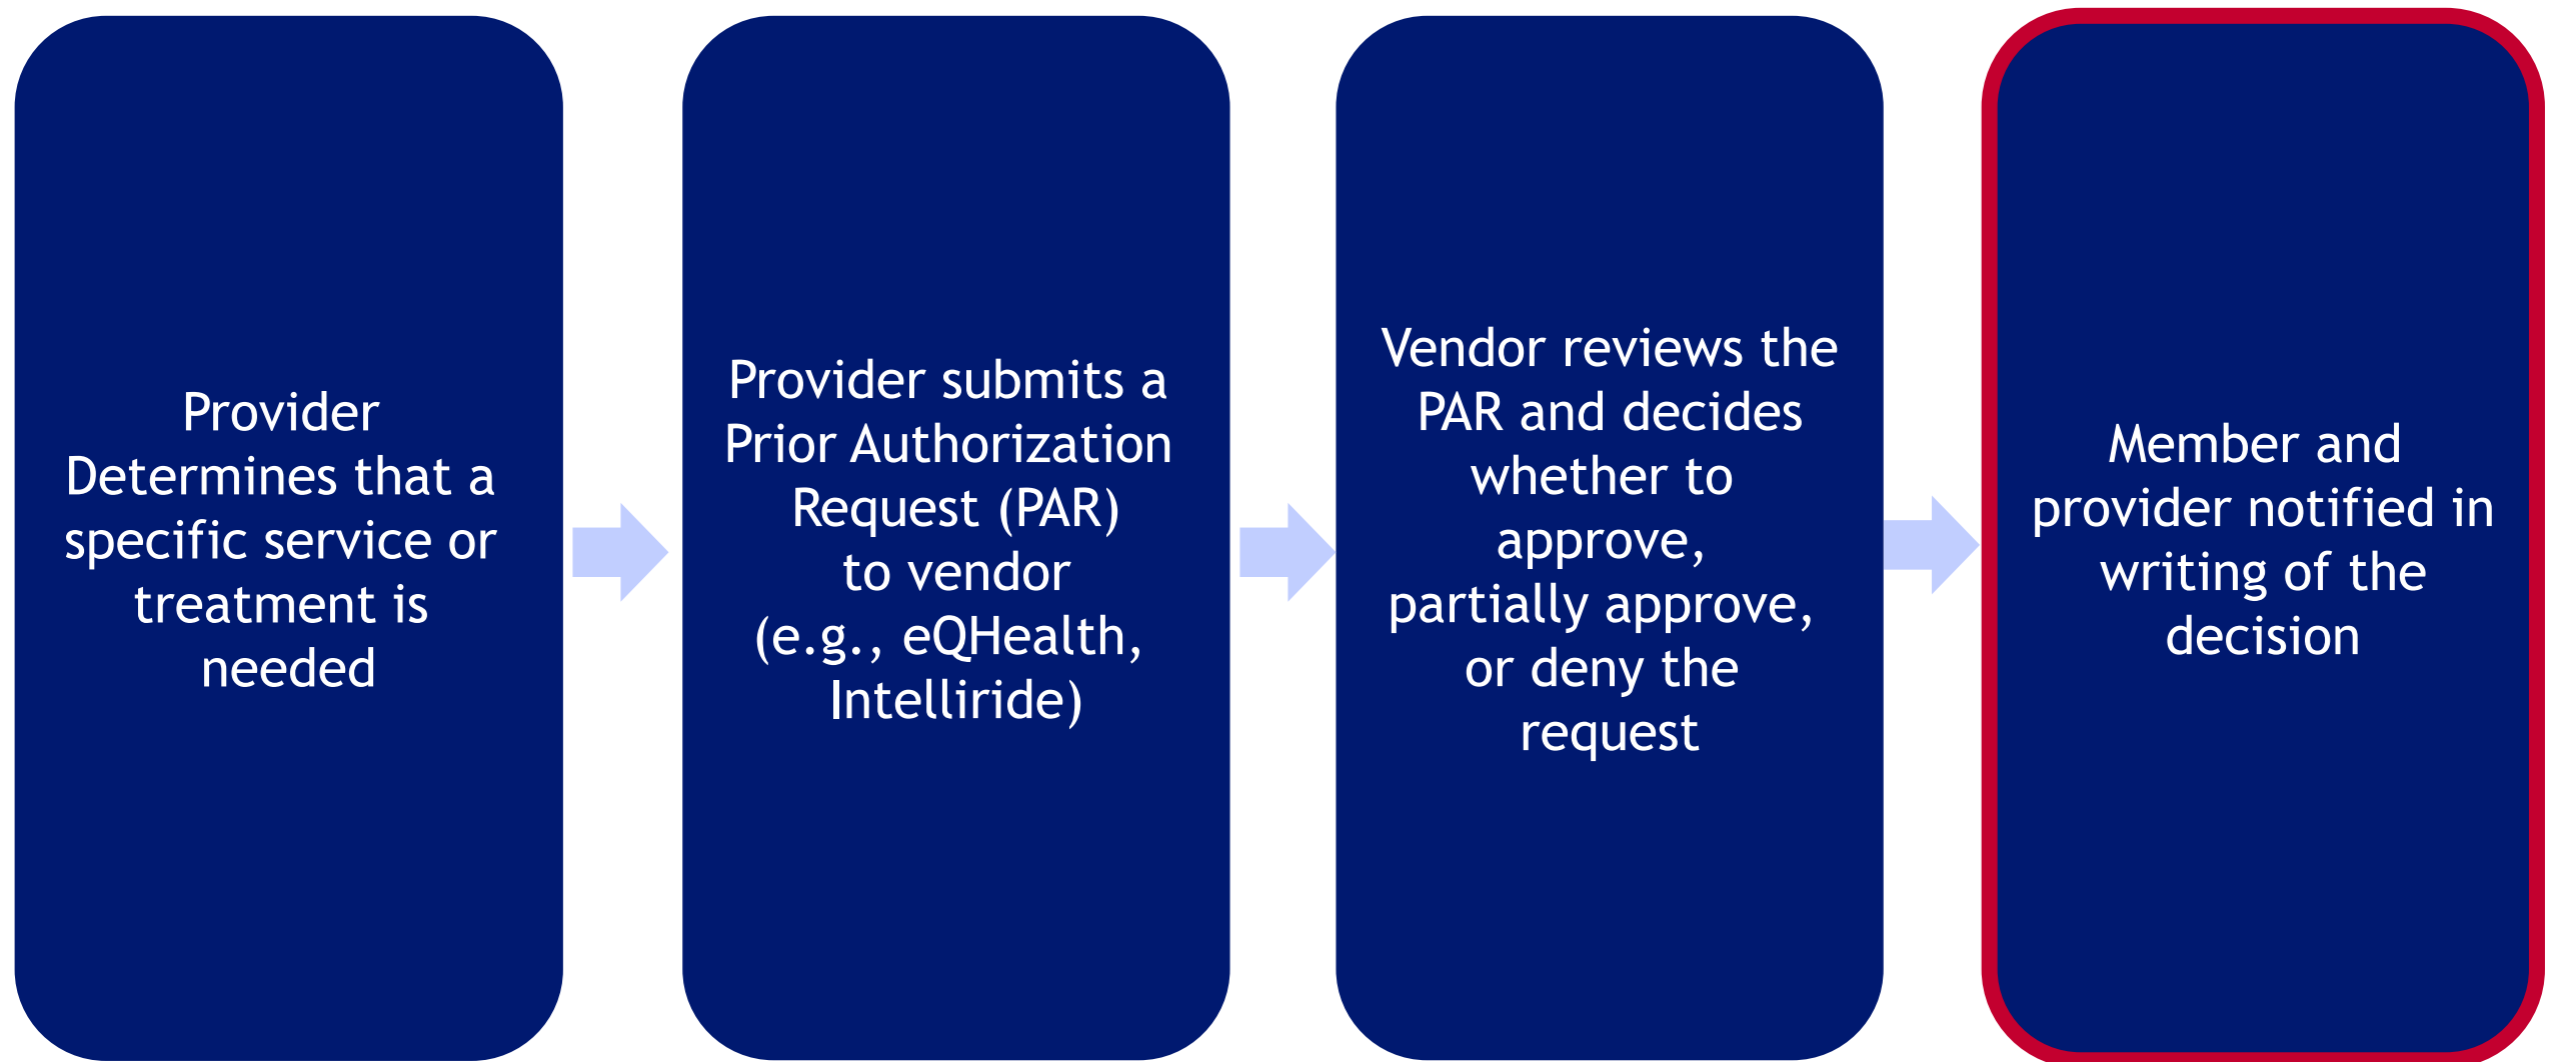 Provider
Determines that a
specific service or
treatment is
needed
Provider submits a
Prior Authorization
Request (PAR)
to vendor
(e.g., eQHealth,
Intelliride)
Vendor reviews the
PAR and decides
whether to
approve,
partially approve,
or deny the
request
Member and
provider notified in
writing of the
decision